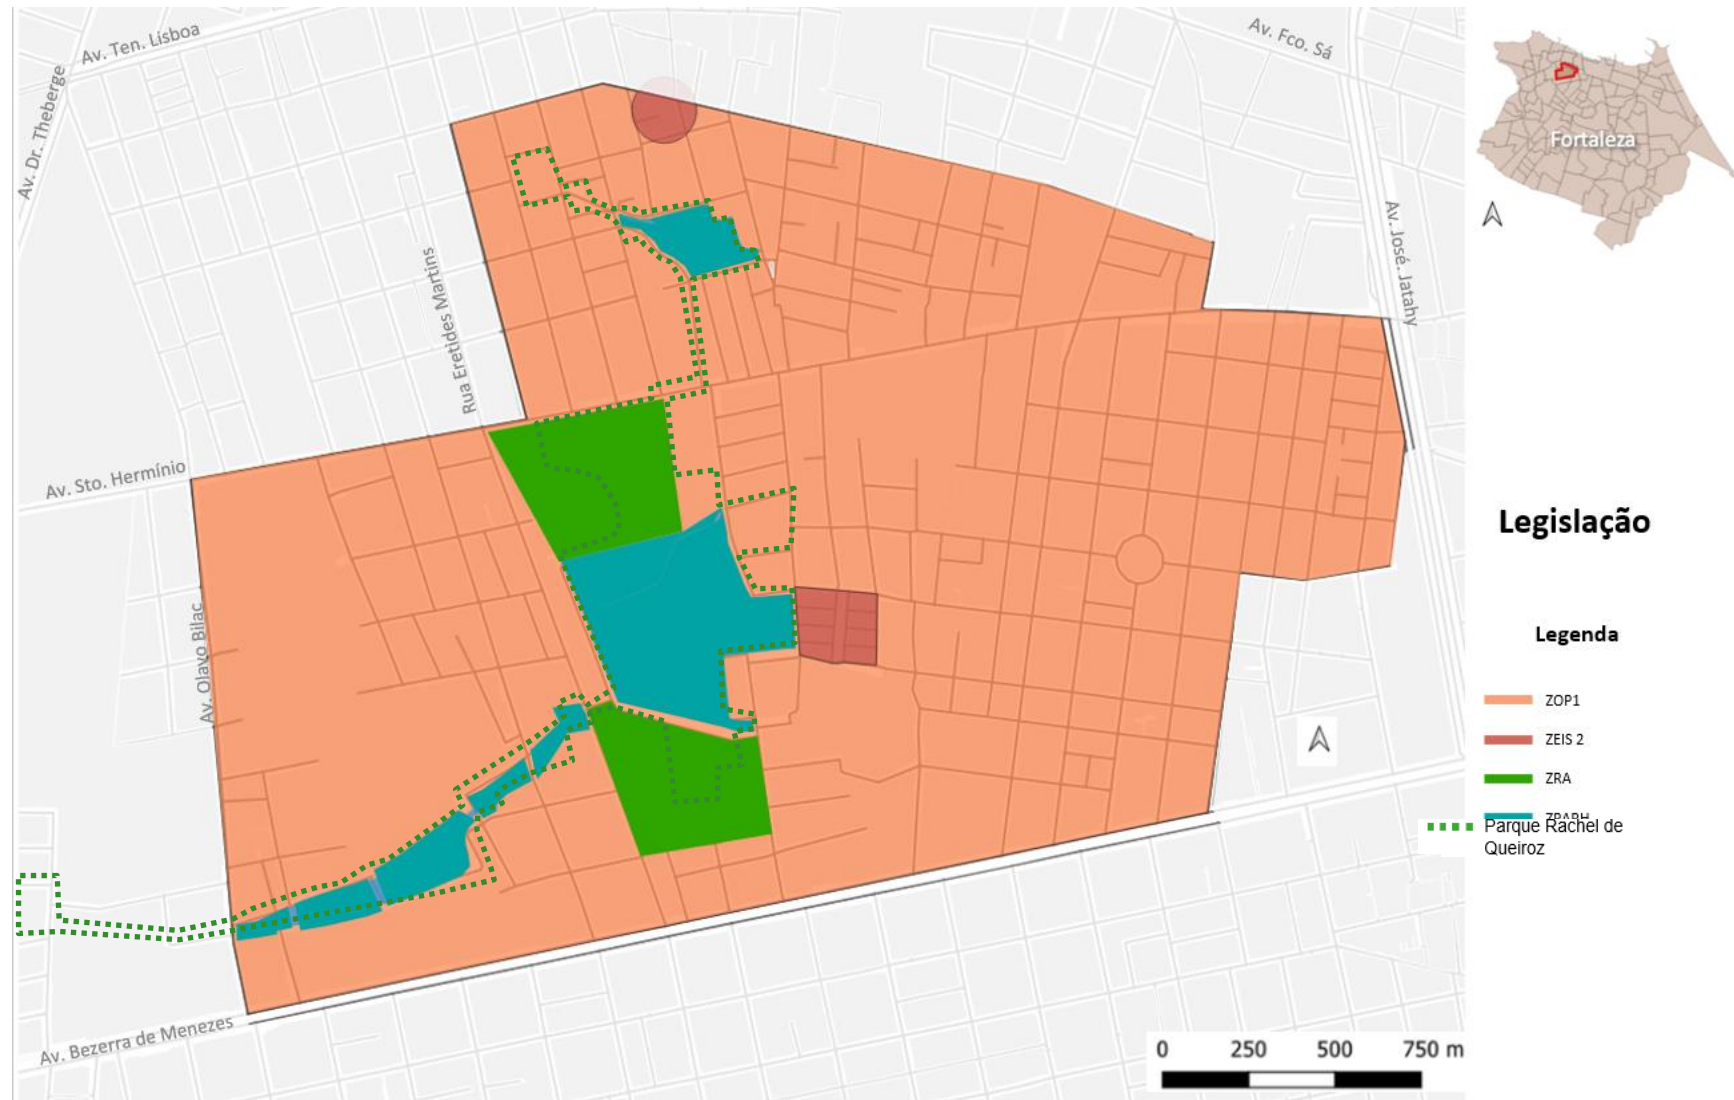 Av. Ten. Lisboa
Av. Fco. Sá
Av. Dr. Theberge
Fortaleza
Av. José. Jatahy
Rua Eretides Martins
Av. Sto. Hermínio
Legislação
Av. Olavo Bilac
Legenda
ZOP1
ZEIS 2
ZRA
Parque Rachel de
Queiroz
Av. Bezerra de Menezes
0 250 500 750 m